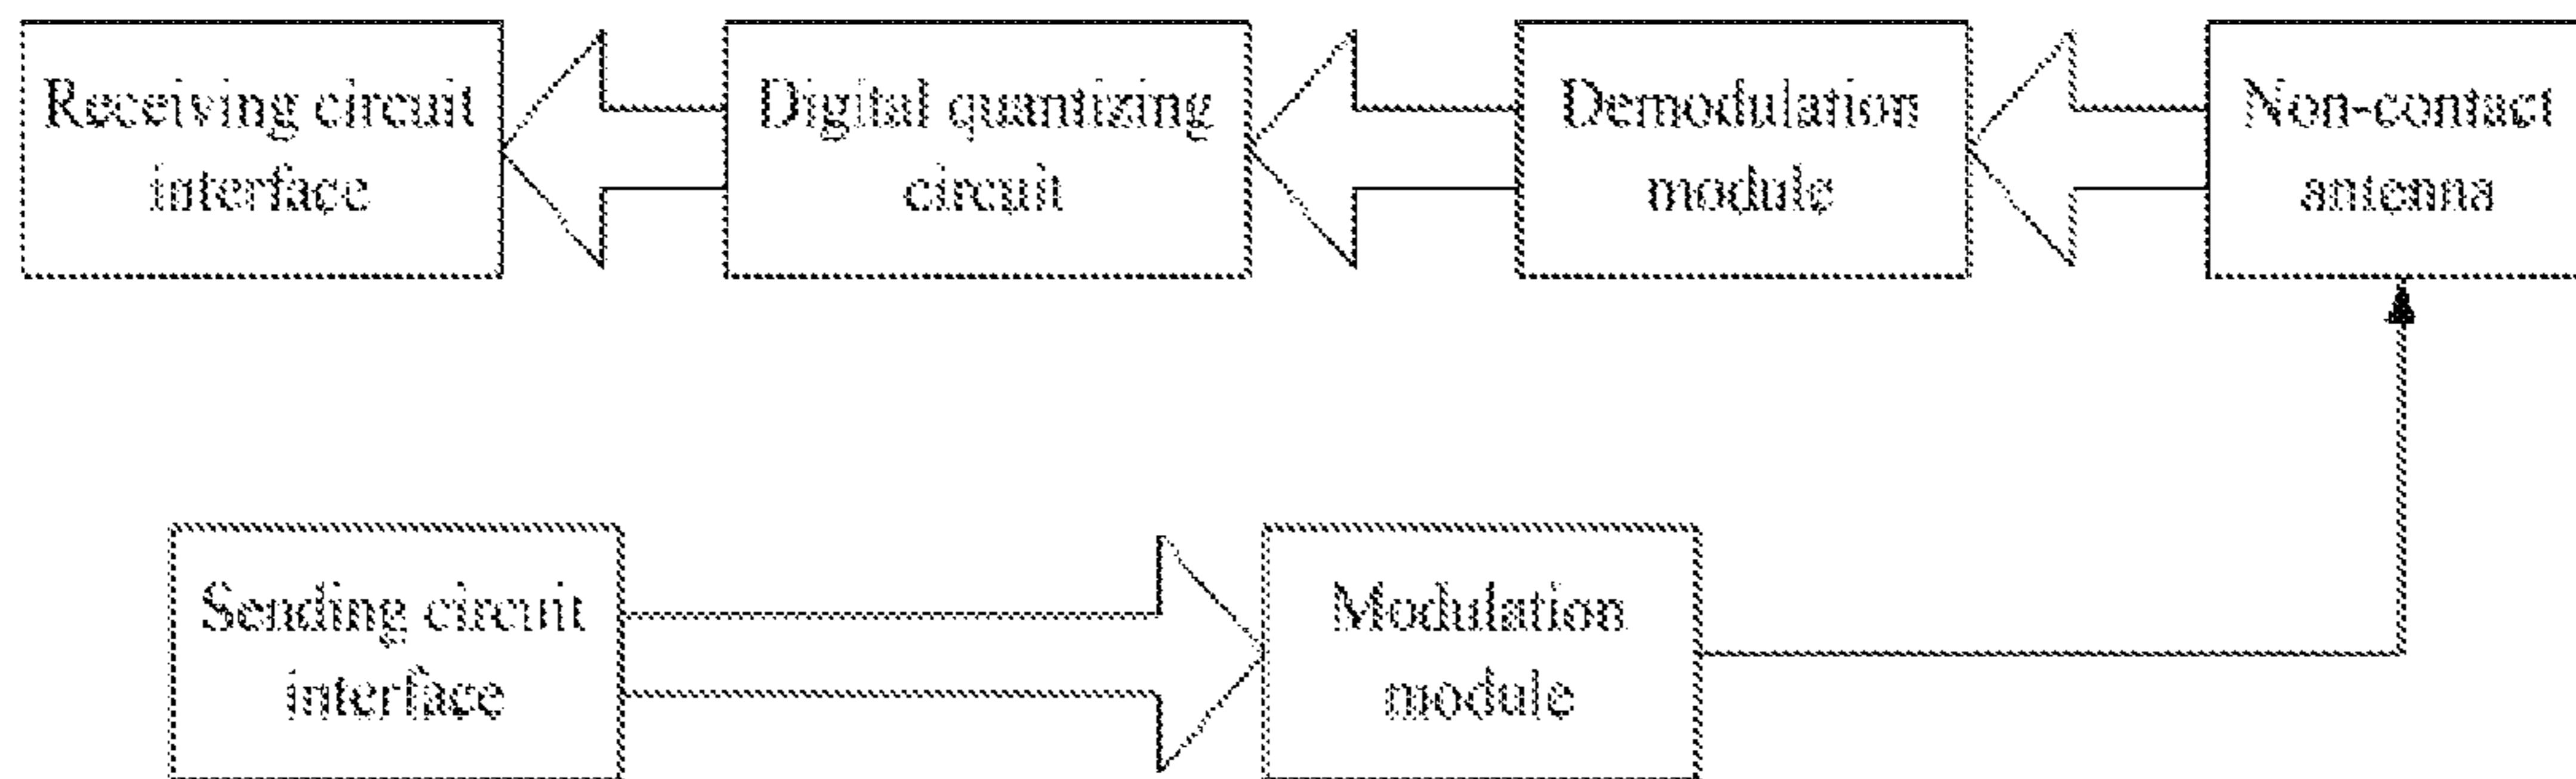 Receiving circuit
interface
Digital quantizing
circuit
Demodulation
module
Non-contact
antenna
Sending circuit
interface
Modulation
module